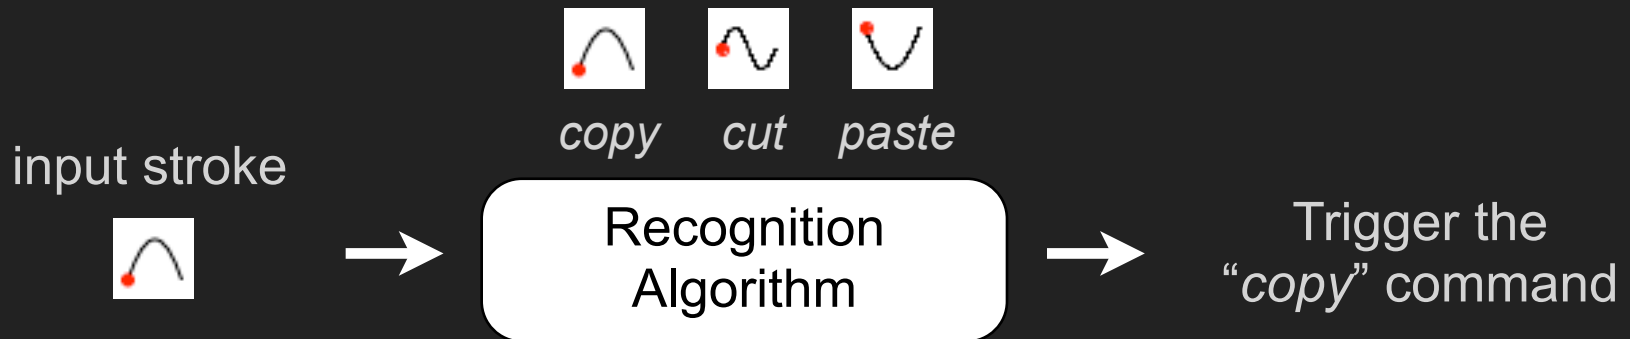 copy cut paste
input stroke
Recognition
Algorithm
Trigger the
“copy” command